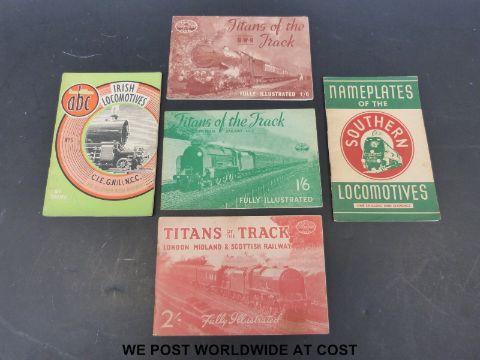 Titans of the
G.W.R
Track
FULLY ILLUSTRATED 1/6
abc
IRISH
LOCOMOTIVES
C.I.E. G.N.R.(I.) N.C.C.
Titans of the Track
1/6
FULLY ILLUSTRATED
NAMEPLATES
OF THE
SOUTHERN
LOCOMOTIVES
TITANS OF THE TRACK
LONDON MIDLAND & SCOTTISH RAILWAY
2/-
Fully Illustrated
WE POST WORLDWIDE AT COST